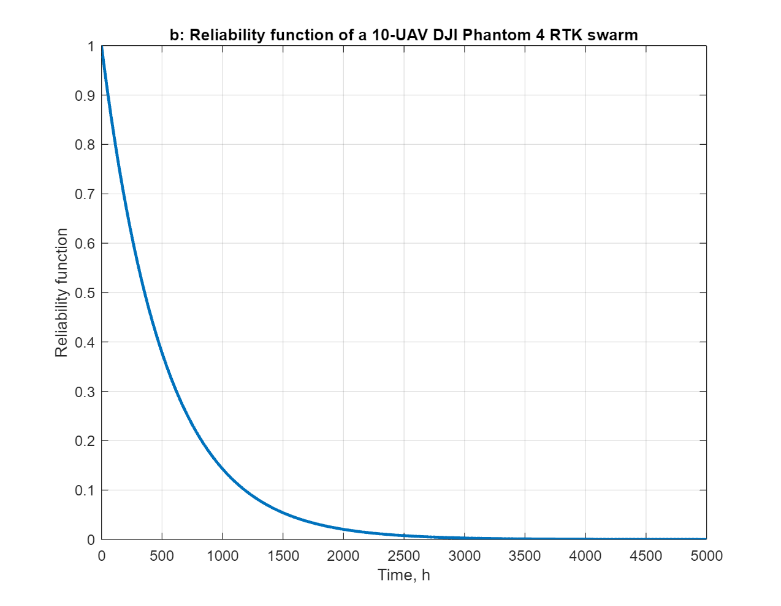 b: Reliability function of a 10-UAV DJI Phantom 4 RTK swarm
1
0.9
0.8
0.7
0.6
0.5
0.4
0.3
0.2
0.1
0
Reliability function
0 500 1000 1500 2000 2500 3000 3500 4000 4500 5000
Time, h